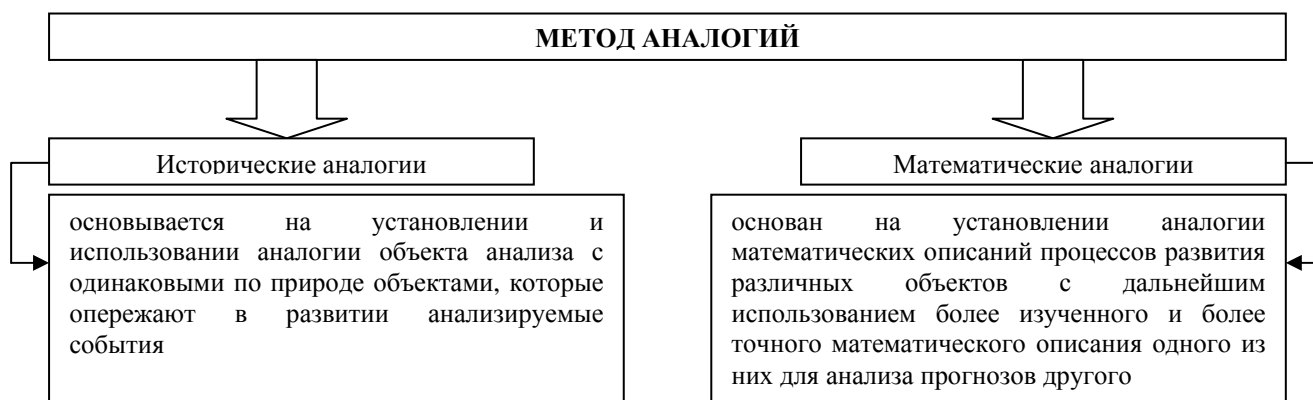 МЕТОД АНАЛОГИЙ
Исторические аналогии
основывается на установлении и
использовании аналогии объекта анализа с
одинаковыми по природе объектами, которые
опережают в развитии анализируемые
события
Математические аналогии
основан на установлении аналогии
математических описаний процессов развития
различных объектов с дальнейшим
использованием более изученного и более
точного математического описания одного из
них для анализа прогнозов другого